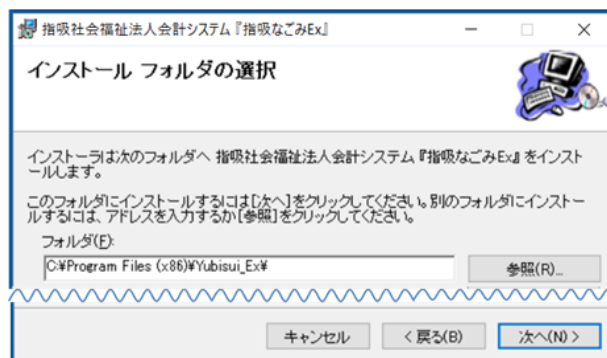 指吸社会福祉法人会計システム『指吸なごみEx』
インストール フォルダの選択
インストーラは次のフォルダへ 指吸社会福祉法人会計システム『指吸なごみEx』 をインスト
ールします。
このフォルダにインストールするには[次へ]をクリックしてください。別のフォルダにインストー
ルするには、アドレスを入力するか[参照]をクリックしてください。
フォルダ(F):
C:¥Program Files (x86)¥Yubisui_Ex¥
参照(R)...
キャンセル
< 戻る(B)
次へ(N) >